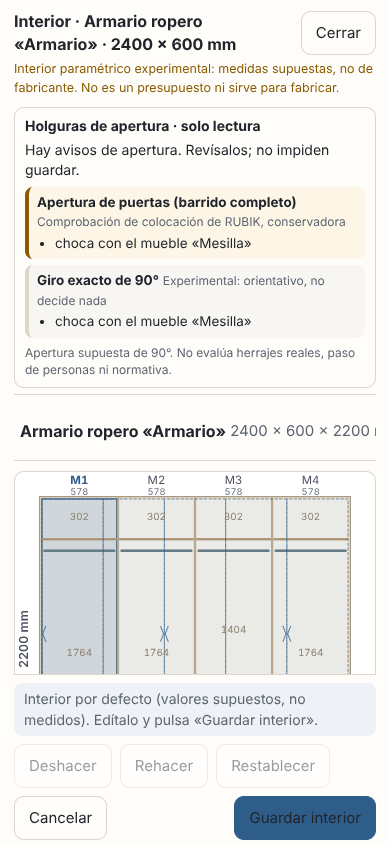 Interior · Armario ropero
«Armario» · 2400 × 600 mm
Cerrar
Interior paramétrico experimental: medidas supuestas, no de
fabricante. No es un presupuesto ni sirve para fabricar.
Holguras de apertura · solo lectura
Hay avisos de apertura. Revísalos; no impiden
guardar.
Apertura de puertas (barrido completo)
Comprobación de colocación de RUBIK, conservadora
• choca con el mueble «Mesilla»
Giro exacto de 90° Experimental: orientativo, no
decide nada
• choca con el mueble «Mesilla»
Apertura supuesta de 90°. No evalúa herrajes reales, paso
de personas ni normativa.
Armario ropero «Armario» 2400 × 600 × 2200
M1 M2 M3 M4
578 578 578 578
302 302 302 302
1404
1764 1764 1764
2200 mm
Interior por defecto (valores supuestos, no
medidos). Edítalo y pulsa «Guardar interior».
Deshacer Rehacer Restablecer
Cancelar Guardar interior